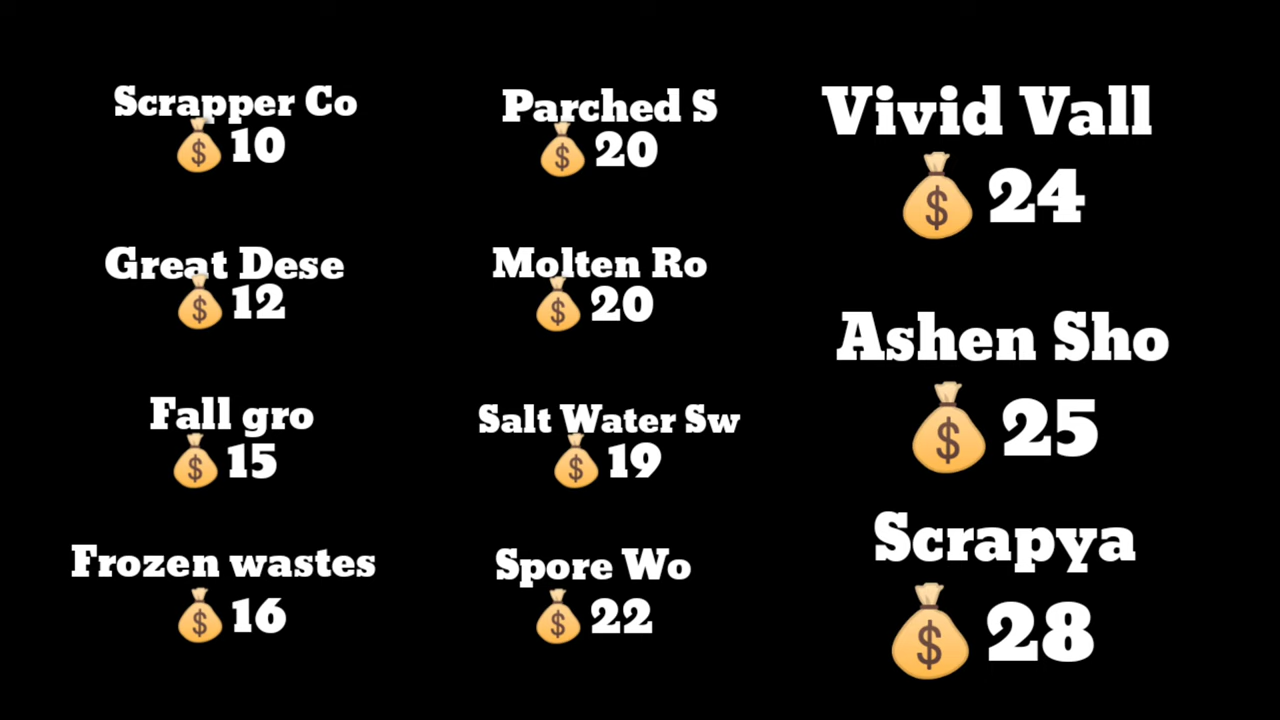 Scrapper Co
$ 10
Great Dese
$ 12
Fall gro
$ 15
Frozen wastes
$ 16
Parched S
$ 20
Molten Ro
$ 20
Salt Water Sw
$ 19
Spore Wo
$ 22
Vivid Vall
$ 24
Ashen Sho
$ 25
Scrapya
$ 28